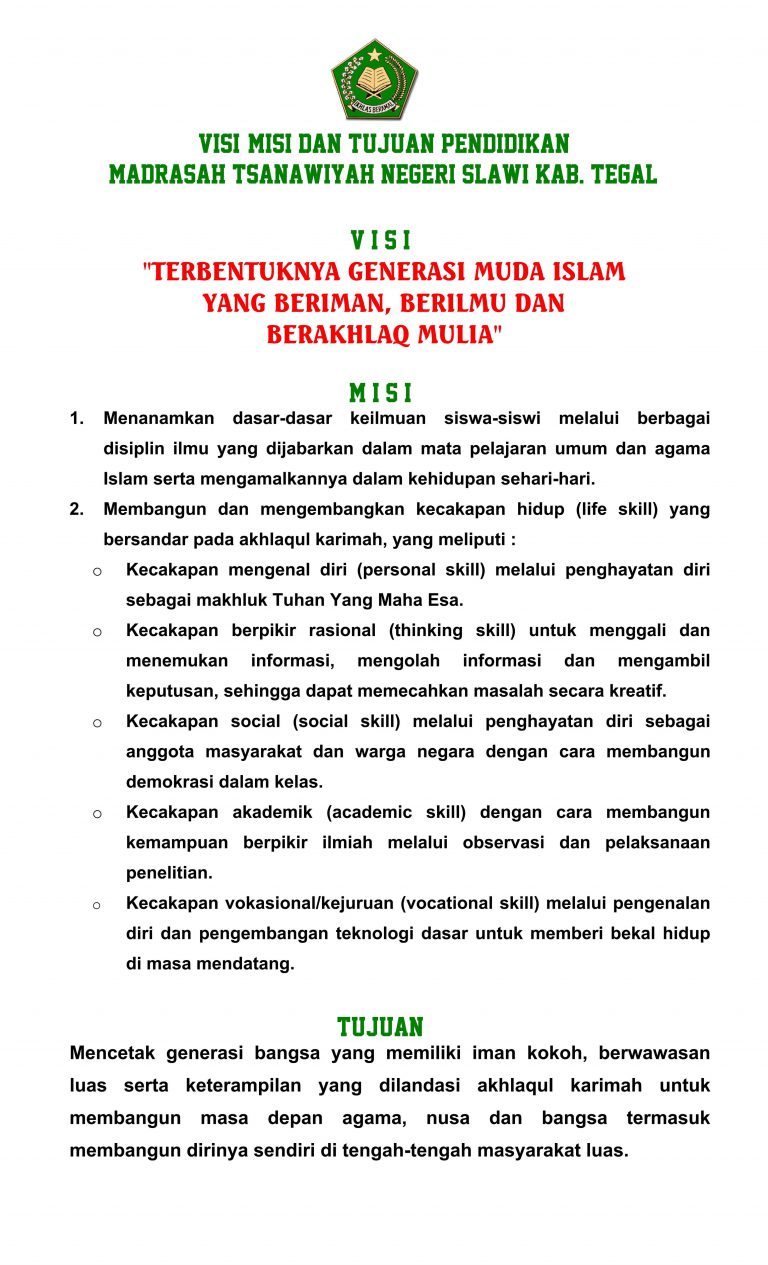 IKHLAS BERAMAL
VISI MISI DAN TUJUAN PENDIDIKAN
MADRASAH TSANAWIYAH NEGERI SLAWI KAB. TEGAL
V I S I
"TERBENTUKNYA GENERASI MUDA ISLAM
YANG BERIMAN, BERILMU DAN
BERAKHLAQ MULIA"
M I S I
1. Menanamkan dasar-dasar keilmuan siswa-siswi melalui berbagai
disiplin ilmu yang dijabarkan dalam mata pelajaran umum dan agama
Islam serta mengamalkannya dalam kehidupan sehari-hari.
2. Membangun dan mengembangkan kecakapan hidup (life skill) yang
bersandar pada akhlaqul karimah, yang meliputi :
o Kecakapan mengenal diri (personal skill) melalui penghayatan diri
sebagai makhluk Tuhan Yang Maha Esa.
o Kecakapan berpikir rasional (thinking skill) untuk menggali dan
menemukan informasi, mengolah informasi dan mengambil
keputusan, sehingga dapat memecahkan masalah secara kreatif.
o Kecakapan social (social skill) melalui penghayatan diri sebagai
anggota masyarakat dan warga negara dengan cara membangun
demokrasi dalam kelas.
o Kecakapan akademik (academic skill) dengan cara membangun
kemampuan berpikir ilmiah melalui observasi dan pelaksanaan
penelitian.
o Kecakapan vokasional/kejuruan (vocational skill) melalui pengenalan
diri dan pengembangan teknologi dasar untuk memberi bekal hidup
di masa mendatang.
TUJUAN
Mencetak generasi bangsa yang memiliki iman kokoh, berwawasan
luas serta keterampilan yang dilandasi akhlaqul karimah untuk
membangun masa depan agama, nusa dan bangsa termasuk
membangun dirinya sendiri di tengah-tengah masyarakat luas.